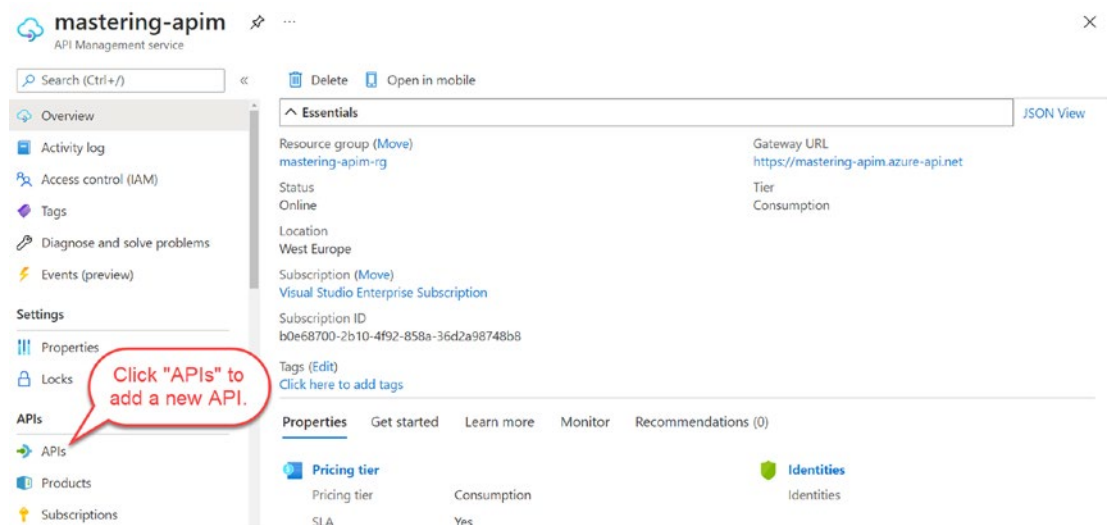 mastering-apim
API Management service
Search (Ctrl+/)
Overview
Activity log
Access control (IAM)
Tags
Diagnose and solve problems
Events (preview)
Settings
Properties
Locks
APIs
APIs
Products
Subscriptions
Click "APIs" to
add a new API.
Delete Open in mobile
Essentials
JSON View
Resource group (Move)
mastering-apim-rg
Status
Online
Location
West Europe
Subscription (Move)
Visual Studio Enterprise Subscription
Subscription ID
b0e68700-2b10-4f92-858a-36d2a98748b8
Tags (Edit)
Click here to add tags
Gateway URL
https://mastering-apim.azure-api.net
Tier
Consumption
Properties Get started Learn more Monitor Recommendations (0)
Pricing tier
Pricing tier Consumption
SLA Yes
Identities
Identities